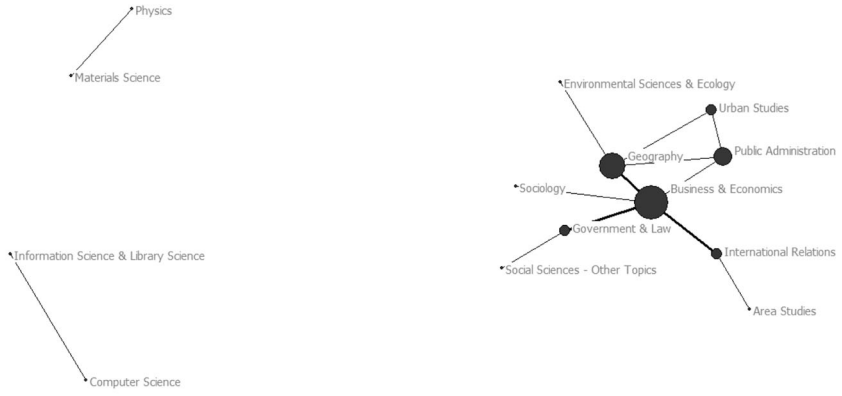 Physics
Materials Science
Environmental Sciences & Ecology
Urban Studies
Public Administration
Geography
Sociology
Business & Economics
Government & Law
International Relations
Information Science & Library Science
Social Sciences - Other Topics
Area Studies
Computer Science